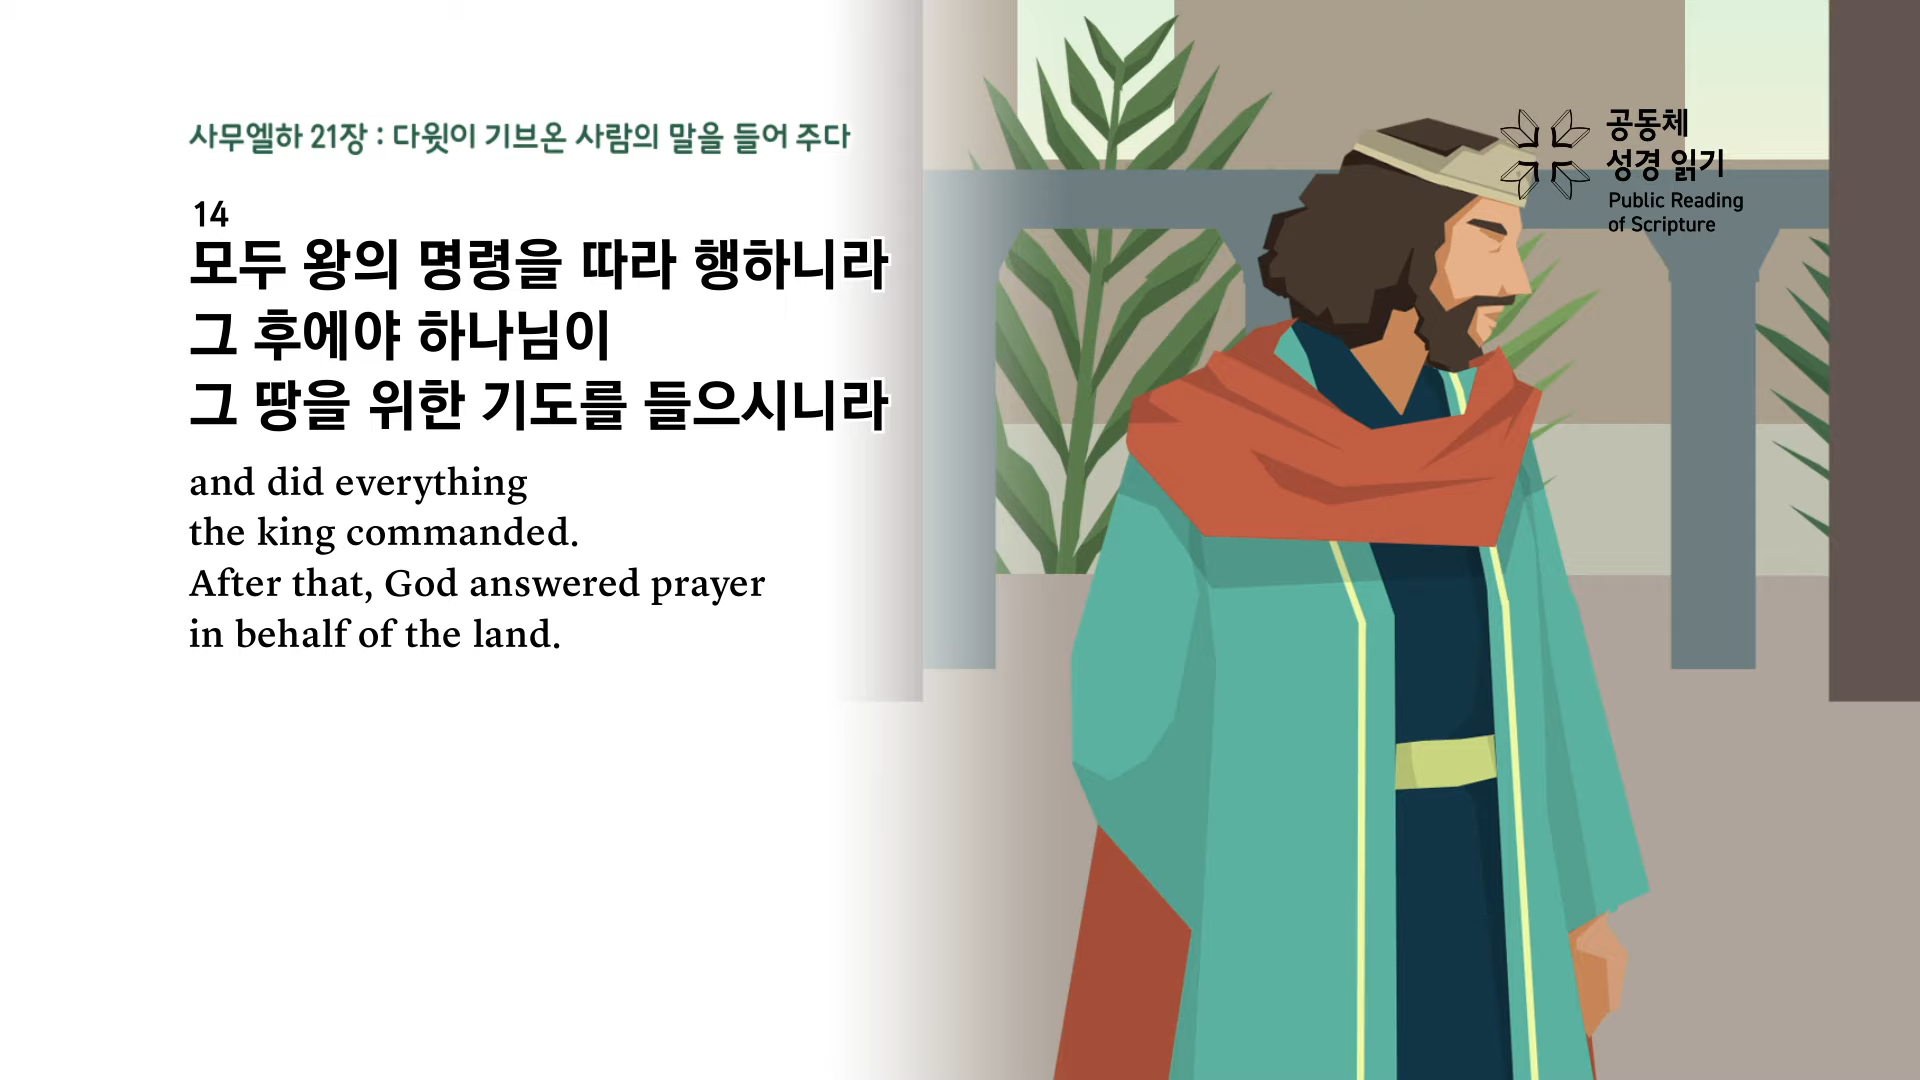 사무엘하 21장 : 다윗이 기브온 사람의 말을 들어 주다
14
모두 왕의 명령을 따라 행하니라
그 후에야 하나님이
그 땅을 위한 기도를 들으시니라
and did everything
the king commanded.
After that, God answered prayer
in behalf of the land.
공동체
성경 읽기
Public Reading
of Scripture